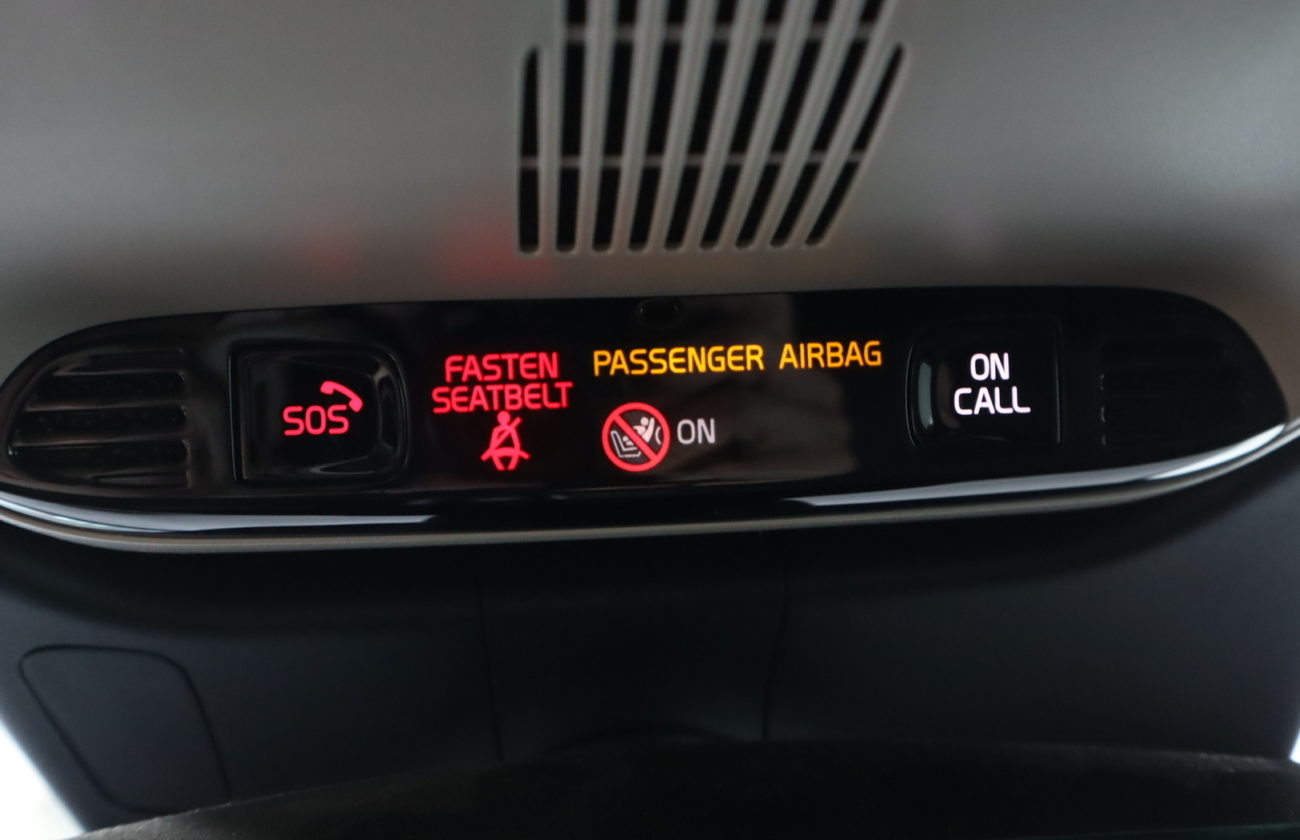 SOS
FASTEN
SEATBELT
PASSENGER AIRBAG
ON
ON
CALL